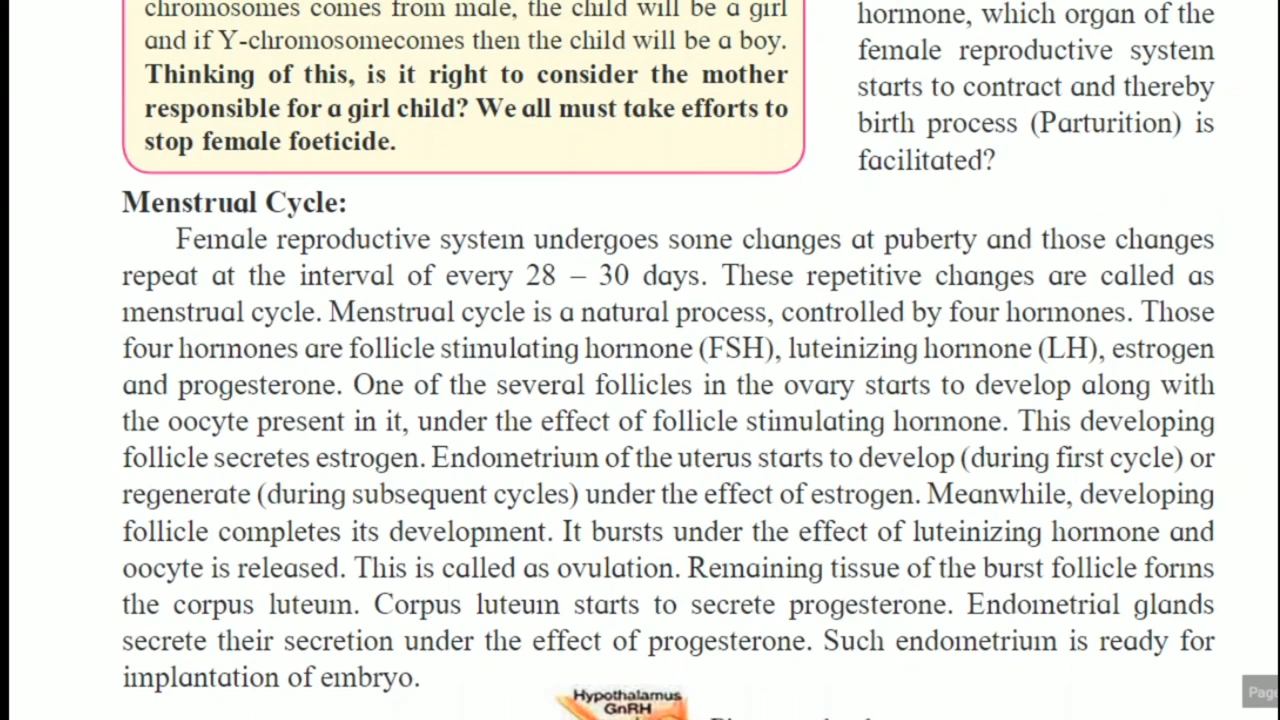 chromosomes comes from male, the child will be a girl
and if Y-chromosomecomes then the child will be a boy.
Thinking of this, is it right to consider the mother
responsible for a girl child? We all must take efforts to
stop female foeticide.
hormone, which organ of the
female reproductive system
starts to contract and thereby
birth process (Parturition) is
facilitated?
Menstrual Cycle:
Female reproductive system undergoes some changes at puberty and those changes
repeat at the interval of every 28 – 30 days. These repetitive changes are called as
menstrual cycle. Menstrual cycle is a natural process, controlled by four hormones. Those
four hormones are follicle stimulating hormone (FSH), luteinizing hormone (LH), estrogen
and progesterone. One of the several follicles in the ovary starts to develop along with
the oocyte present in it, under the effect of follicle stimulating hormone. This developing
follicle secretes estrogen. Endometrium of the uterus starts to develop (during first cycle) or
regenerate (during subsequent cycles) under the effect of estrogen. Meanwhile, developing
follicle completes its development. It bursts under the effect of luteinizing hormone and
oocyte is released. This is called as ovulation. Remaining tissue of the burst follicle forms
the corpus luteum. Corpus luteum starts to secrete progesterone. Endometrial glands
secrete their secretion under the effect of progesterone. Such endometrium is ready for
implantation of embryo.
Page
Hypothalamus
GnRH